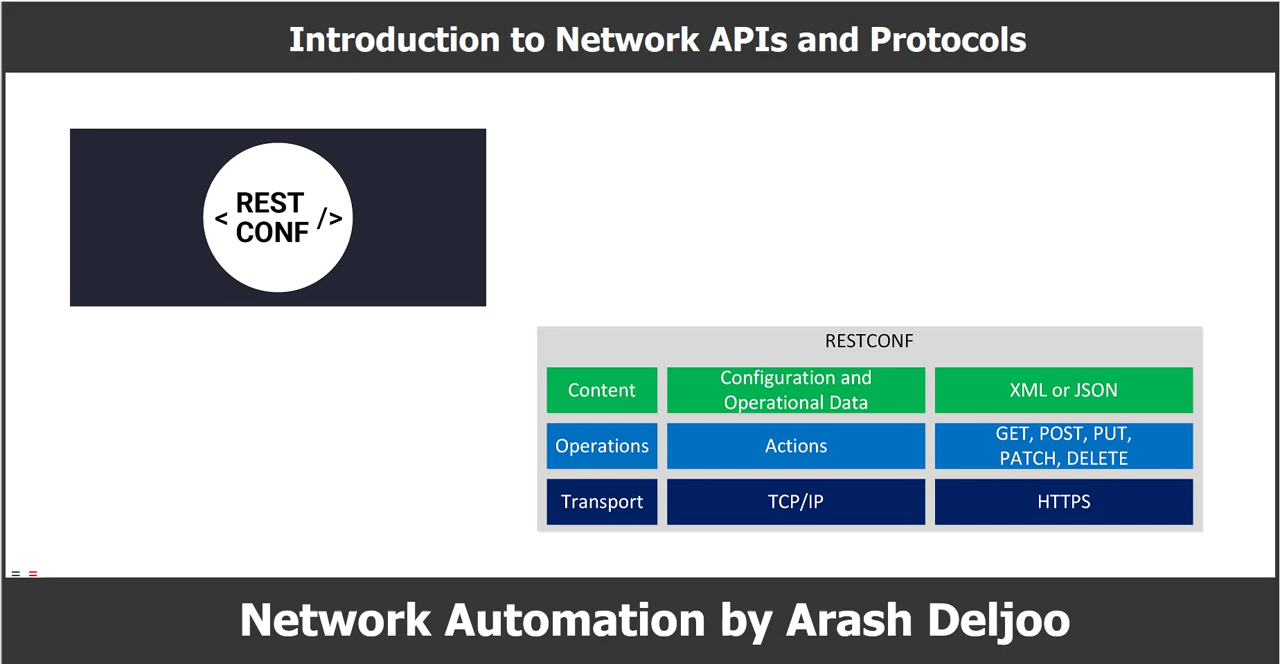 Introduction to Network APIs and Protocols
< REST />
CONF
RESTCONF
Content
Configuration and
Operational Data
XML or JSON
Operations
Actions
GET, POST, PUT,
PATCH, DELETE
Transport
TCP/IP
HTTPS
= =
Network Automation by Arash Deljoo